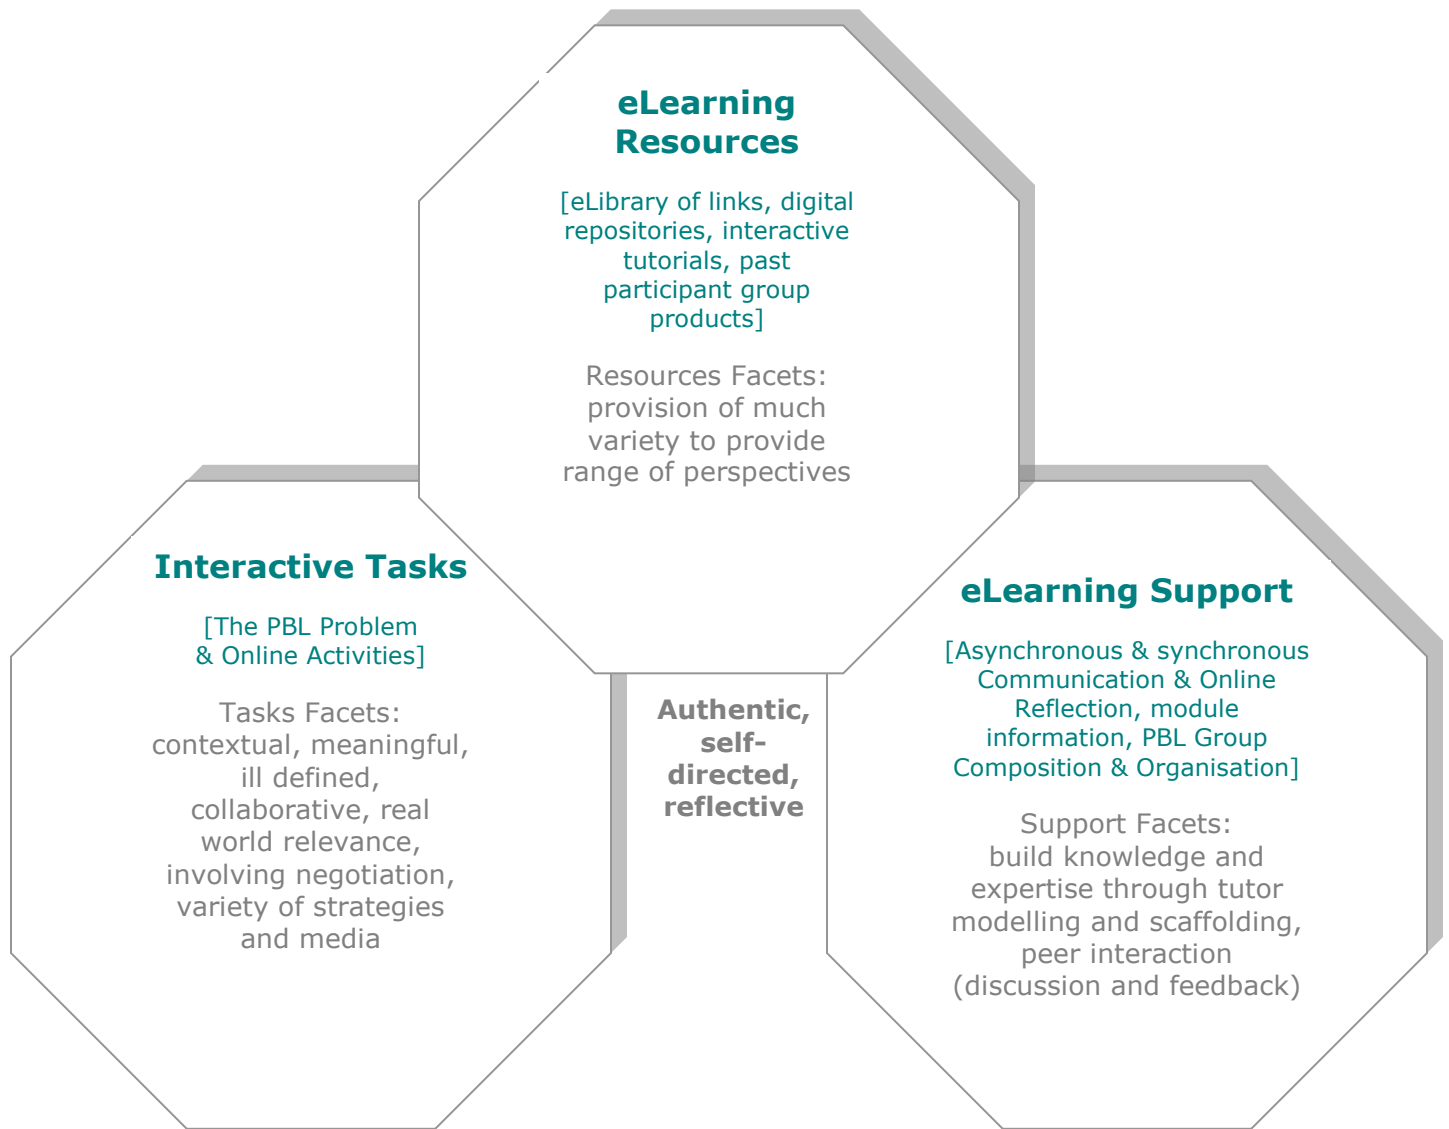 eLearning
Resources
[eLibrary of links, digital
repositories, interactive
tutorials, past
participant group
products]
Resources Facets:
provision of much
variety to provide
range of perspectives
Interactive Tasks
[The PBL Problem
& Online Activities]
Tasks Facets:
contextual, meaningful,
ill defined,
collaborative, real
world relevance,
involving negotiation,
variety of strategies
and media
Authentic,
self-
directed,
reflective
eLearning Support
[Asynchronous & synchronous
Communication & Online
Reflection, module
information, PBL Group
Composition & Organisation]
Support Facets:
build knowledge and
expertise through tutor
modelling and scaffolding,
peer interaction
(discussion and feedback)